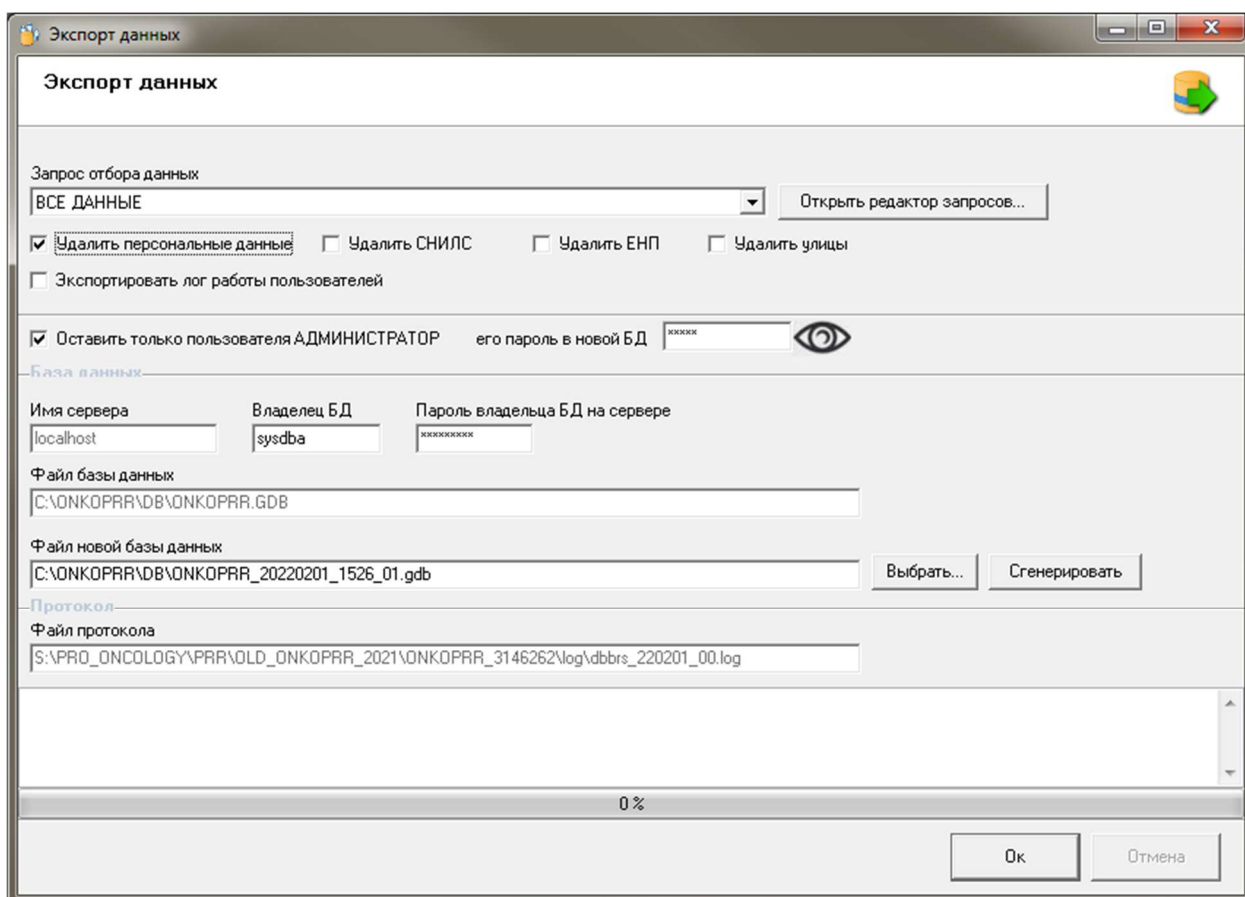 Экспорт данных
Экспорт данных
Запрос отбора данных
ВСЕ ДАННЫЕ Открыть редактор запросов...
Удалить персональные данные Удалить СНИЛС Удалить ЕНП Удалить улицы
Экспортировать лог работы пользователей
Оставить только пользователя АДМИНИСТРАТОР его пароль в новой БД *****
База данных
Имя сервера Владелец БД Пароль владельца БД на сервере
localhost sysdba *********
Файл базы данных
C:\ONKOPRR\DB\ONKOPRR.GDB
Файл новой базы данных
C:\ONKOPRR\DB\ONKOPRR_20220201_1526_01.gdb Выбрать... Сгенерировать
Протокол
Файл протокола
S:\PRO_ONCOLOGY\PRR\OLD_ONKOPRR_2021\ONKOPRR_3146262\log\dbbrs_220201_00.log
0 %
Ок Отмена